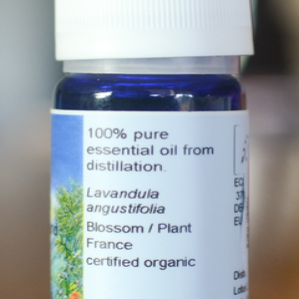 100% pure
essential oil from
distillation.
Lavandula
angustifolia
Blossom / Plant
France
certified organic